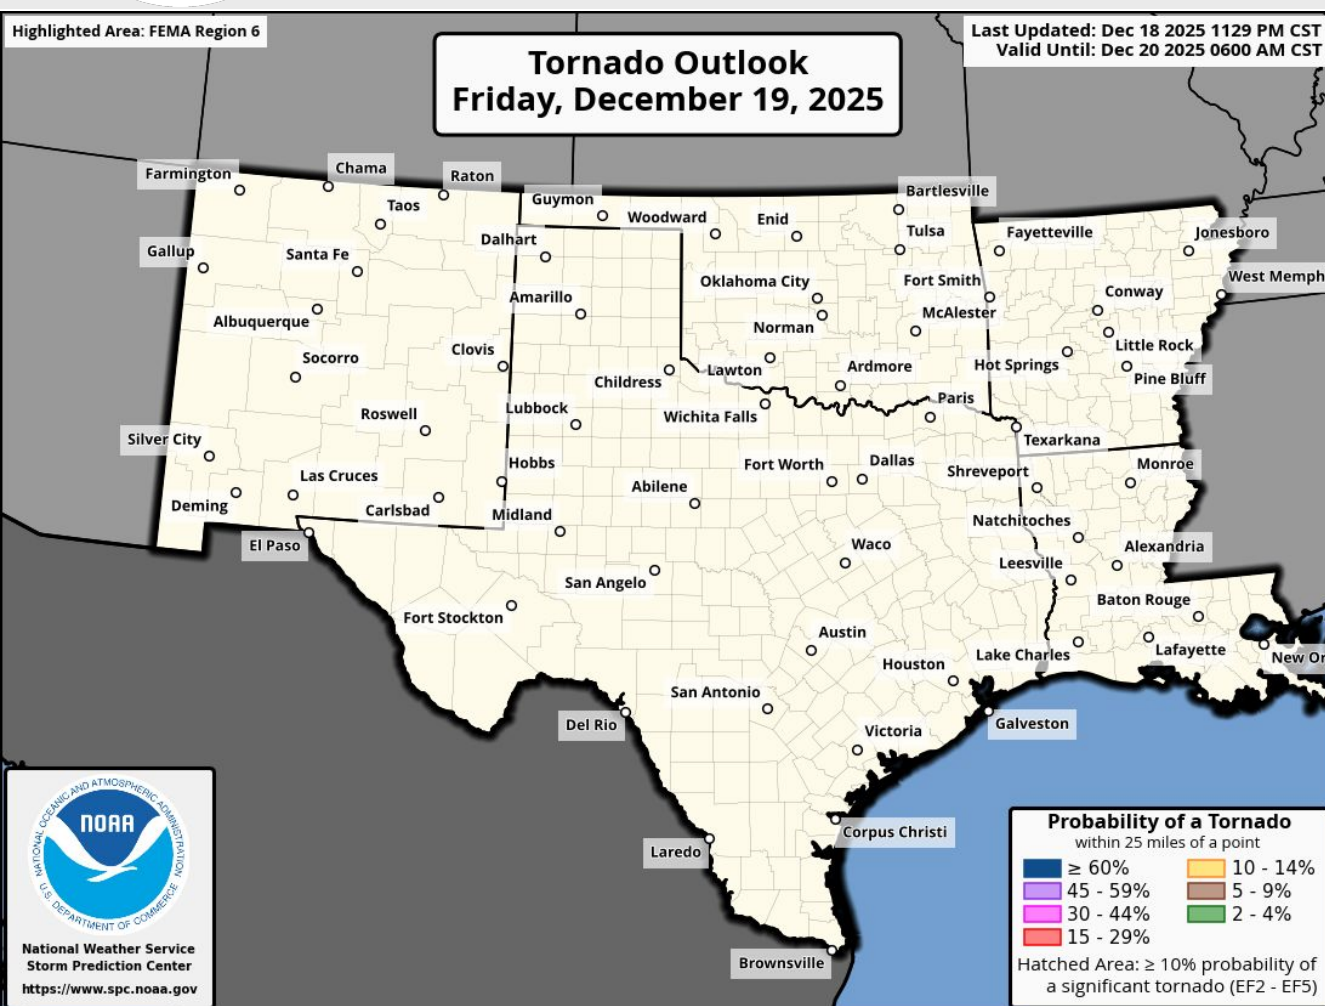 Highlighted Area: FEMA Region 6
Last Updated: Dec 18 2025 1129 PM CST
Valid Until: Dec 20 2025 0600 AM CST
Tornado Outlook
Friday, December 19, 2025
Farmington
Chama
Raton
Taos
Guymon
Woodward
Enid
Bartlesville
Tulsa
Fayetteville
Jonesboro
Gallup
Santa Fe
Dalhart
Oklahoma City
Fort Smith
Conway
West Memph
Albuquerque
Amarillo
Norman
McAlester
Little Rock
Socorro
Clovis
Childress
Lawton
Ardmore
Hot Springs
Pine Bluff
Roswell
Lubbock
Wichita Falls
Paris
Texarkana
Silver City
Las Cruces
Hobbs
Fort Worth
Dallas
Shreveport
Monroe
Deming
Carlsbad
Midland
Abilene
Natchitoches
El Paso
Waco
Leesville
Alexandria
San Angelo
Baton Rouge
Fort Stockton
Austin
Houston
Lake Charles
Lafayette
New Or
San Antonio
Del Rio
Victoria
Galveston
Laredo
Corpus Christi
Brownsville
NATIONAL OCEANIC AND ATMOSPHERIC ADMINISTRATION
NOAA
U.S. DEPARTMENT OF COMMERCE
National Weather Service
Storm Prediction Center
https://www.spc.noaa.gov
Probability of a Tornado
within 25 miles of a point
≥ 60%
10 - 14%
45 - 59%
5 - 9%
30 - 44%
2 - 4%
15 - 29%
Hatched Area: ≥ 10% probability of
a significant tornado (EF2 - EF5)